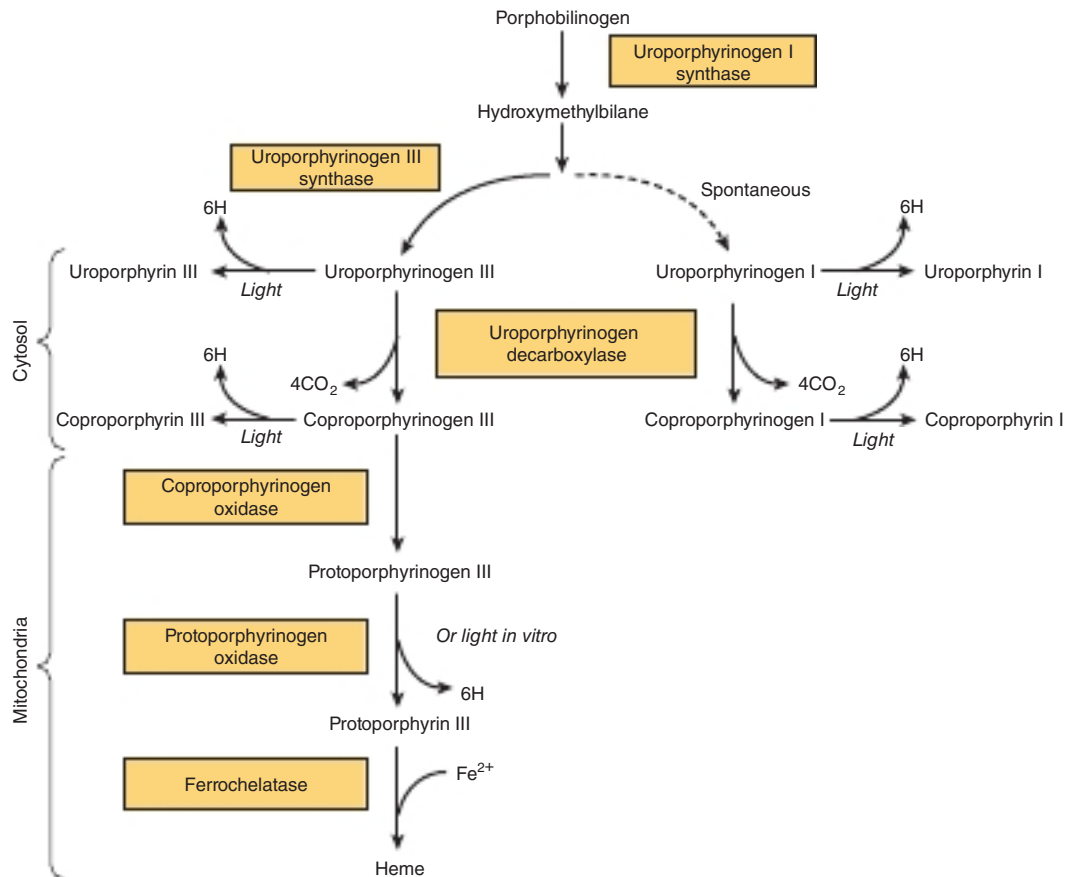 Porphobilinogen
Uroporphyrinogen I
synthase
Hydroxymethylbilane
Uroporphyrinogen III
synthase
Spontaneous
6H
6H
Uroporphyrin III
Light
Uroporphyrinogen III
Uroporphyrinogen I
Light
Uroporphyrin I
Cytosol
Uroporphyrinogen
decarboxylase
6H
4CO2
4CO2
6H
Coproporphyrin III
Light
Coproporphyrinogen III
Coproporphyrinogen I
Light
Coproporphyrin I
Mitochondria
Coproporphyrinogen
oxidase
Protoporphyrinogen III
Protoporphyrinogen
oxidase
Or light in vitro
6H
Protoporphyrin III
Ferrochelatase
Fe2+
Heme